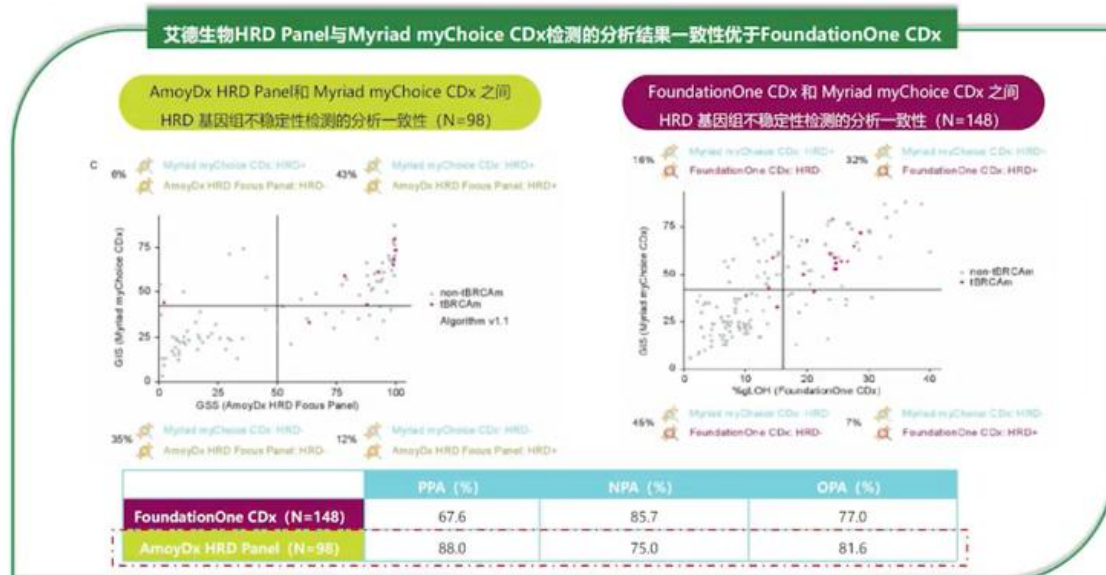 艾德生物HRD Panel与Myriad myChoice CDx检测的分析结果一致性优于FoundationOne CDx
AmoyDx HRD Panel和 Myriad myChoice CDx 之间
HRD 基因组不稳定性检测的分析一致性（N=98）
FoundationOne CDx 和 Myriad myChoice CDx 之间
HRD 基因组不稳定性检测的分析一致性（N=148）
C
6%
Myriad myChoice CDx: HRD+
AmoyDx HRD Focus Panel: HRD-
43%
Myriad myChoice CDx: HRD+
AmoyDx HRD Focus Panel: HRD+
GIS (Myriad myChoice CDx)
75
50
25
0
0
25
50
75
100
GSS (AmoyDx HRD Focus Panel)
non-tBRCAm
tBRCAm
Algorithm v1.1
35%
Myriad myChoice CDx: HRD-
AmoyDx HRD Focus Panel: HRD-
12%
Myriad myChoice CDx: HRD-
AmoyDx HRD Focus Panel: HRD+
16%
Myriad myChoice CDx: HRD+
FoundationOne CDx: HRD-
32%
Myriad myChoice CDx: HRD+
FoundationOne CDx: HRD+
GIS (Myriad myChoice CDx)
75
50
25
0
0
10
20
30
40
%gLOH (FoundationOne CDx)
non-tBRCAm
tBRCAm
45%
Myriad myChoice CDx: HRD-
FoundationOne CDx: HRD-
7%
Myriad myChoice CDx: HRD-
FoundationOne CDx: HRD+
PPA（%） NPA（%） OPA（%）
FoundationOne CDx（N=148） 67.6 85.7 77.0
AmoyDx HRD Panel（N=98） 88.0 75.0 81.6